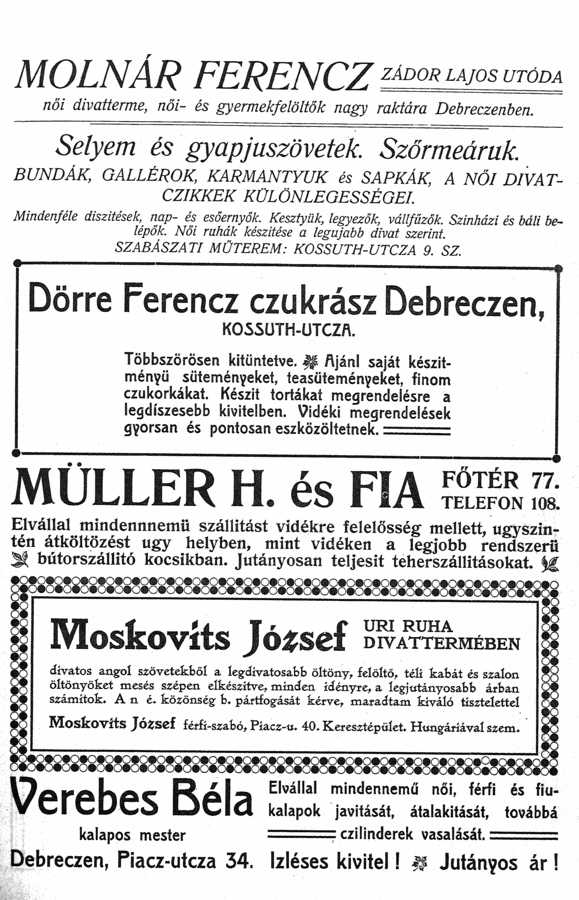 MOLNÁR FERENCZ ZÁDOR LAJOS UTÓDA
női divatterme, női- és gyermekfelöltők nagy raktára Debreczenben.
Selyem és gyapjuszövetek. Szőrmeáruk.
BUNDÁK, GALLÉROK, KARMANTYUK és SAPKÁK, A NŐI DIVAT-
CZIKKEK KÜLÖNLEGESSÉGEI.
Mindenféle diszitések, nap- és esőernyők. Kesztyük, legyezők, vállfűzők. Szinházi és báli be-
lépők. Női ruhák készitése a legujabb divat szerint.
SZABÁSZATI MŰTEREM: KOSSUTH-UTCZA 9. SZ.
Dörre Ferencz czukrász Debreczen,
KOSSUTH-UTCZA.
Többszörösen kitüntetve. Ajánl saját készit-
ményü süteményeket, teasüteményeket, finom
czukorkákat. Készit tortákat megrendelésre a
legdíszesebb kivitelben. Vidéki megrendelések
gyorsan és pontosan eszközöltetnek.
MÜLLER H. és FIA FŐTÉR 77.
TELEFON 108.
Elvállal mindennnemü szállitást vidékre felelősség mellett, ugyszin-
tén átköltözést ugy helyben, mint vidéken a legjobb rendszerü
bútorszállitó kocsikban. Jutányosan teljesit teherszállitásokat.
Moskovits József URI RUHA
DIVATTERMÉBEN
divatos angol szövetekből a legdivatosabb öltöny, felöltő, téli kabát és szalon
öltönyöket mesés szépen elkészitve, minden idényre, a legjutányosabb árban
számitok. A n é. közönség b. pártfogását kérve, maradtam kiváló tisztelettel
Moskovits József férfi-szabó, Piacz-u. 40. Keresztépület. Hungáriával szem.
Verebes Béla
kalapos mester
Elvállal mindennemű női, férfi és fiu-
kalapok javitását, átalakitását, továbbá
czilinderek vasalását.
Debreczen, Piacz-utcza 34. Izléses kivitel! Jutányos ár!